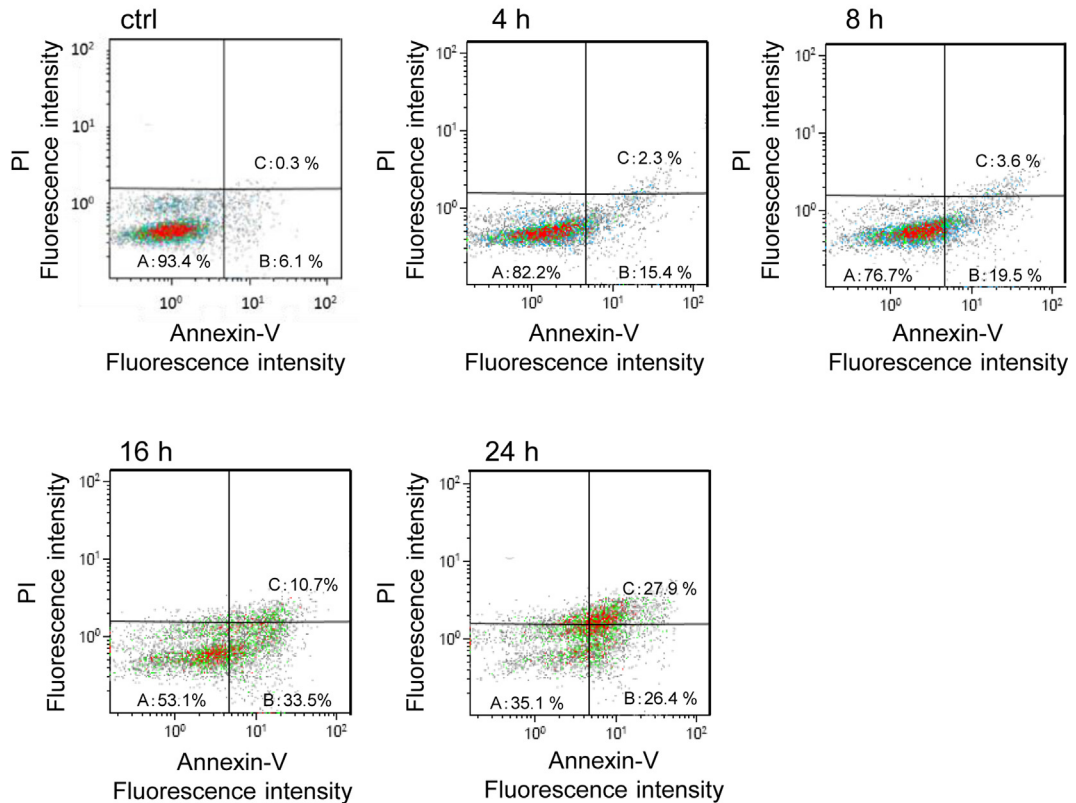 ctrl
PI
Fluorescence intensity
10²
10¹
10⁰
C:0.3 %
A:93.4 %
B:6.1 %
10⁰ 10¹ 10²
Annexin-V
Fluorescence intensity
4 h
PI
Fluorescence intensity
10²
10¹
10⁰
C:2.3 %
A:82.2%
B:15.4 %
10⁰ 10¹ 10²
Annexin-V
Fluorescence intensity
8 h
PI
Fluorescence intensity
10²
10¹
10⁰
C:3.6 %
A:76.7%
B:19.5 %
10⁰ 10¹ 10²
Annexin-V
Fluorescence intensity
16 h
PI
Fluorescence intensity
10²
10¹
10⁰
C:10.7%
A:53.1%
B:33.5%
10⁰ 10¹ 10²
Annexin-V
Fluorescence intensity
24 h
PI
Fluorescence intensity
10²
10¹
10⁰
C:27.9 %
A:35.1 %
B:26.4 %
10⁰ 10¹ 10²
Annexin-V
Fluorescence intensity